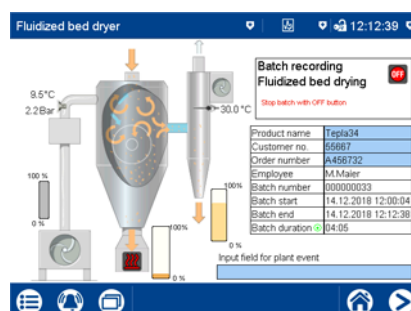 Fluidized bed dryer
12:12:39
Batch recording
Fluidized bed drying
OFF
Stop batch with OFF button
9.5°C
2.2Bar
30.0 °C
Product name Tepla34
Customer no. 55667
Order number A456732
Employee M.Maier
Batch number 000000033
Batch start 14.12.2018 12:00:04
Batch end 14.12.2018 12:12:38
Batch duration 04:05
100 %
0 %
100%
0 %
100%
0 %
Input field for plant event